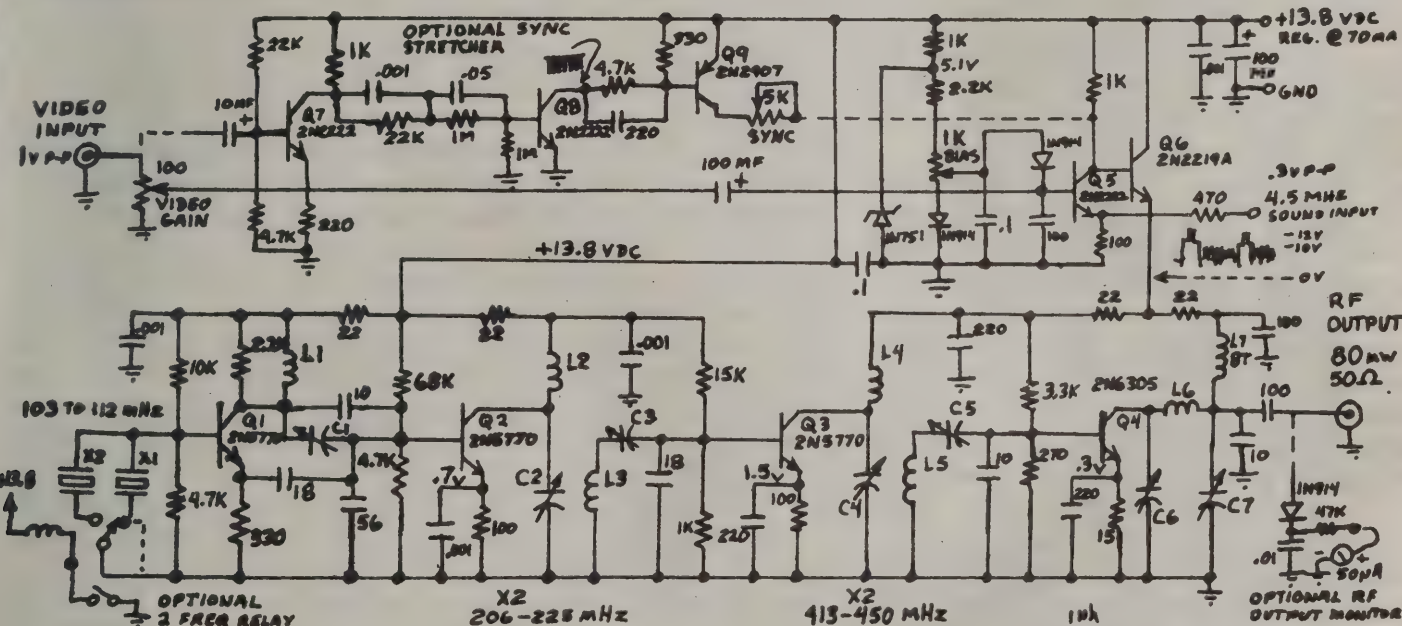 OPTIONAL SYNC
STRETCHER
22K
1K
.001
.05
22K
1M
1M
10MF
+
Q7
2N2222
4.7K
220
VIDEO
INPUT
1V P-P
100
VIDEO
GAIN
Q8
2N2222
4.7K
220
330
Q9
2N2907
5K
SYNC
100 MF
+
1K
5.1V
2.2K
1K
BIAS
1N751
1N914
.1
1N914
100
1K
Q5
2N2222
100
Q6
2N2219A
470
.3V P-P
4.5 MHZ
SOUND INPUT
-12V
-10V
0V
+13.8 VDC
REG. @ 70MA
.001
+
100
MF
GND
+13.8 VDC
.1
.001
10K
2.2K
L1
22
22
68K
L2
.001
15K
L4
220
22
22
3.3K
L7
8T
100
RF
OUTPUT
80 MW
50Ω
103 TO 112 MHZ
X2
X1
Q1
2N5770
10
C1
18
4.7K
330
56
4.7K
Q2
2N5770
.7V
.001
100
C2
C3
L3
18
1K
Q3
2N5770
1.5V
220
100
C4
C5
L5
10
270
2N6305
Q4
.3V
220
15
L6
C6
C7
10
100
1N914
47K
.01
-
+
50µA
OPTIONAL
2 FREQ RELAY
X2
206-225 MHZ
X2
413-450 MHZ
OPTIONAL RF
OUTPUT MONITOR